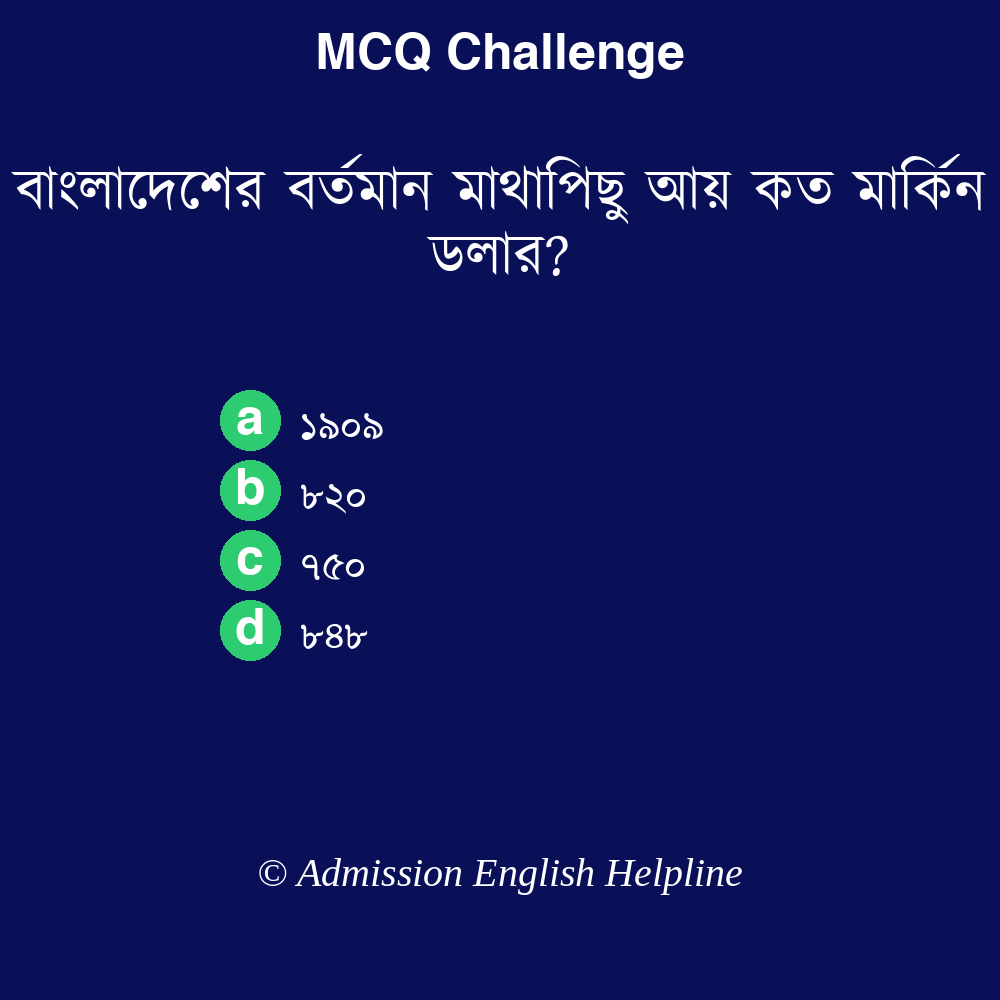 MCQ Challenge
বাংলাদেশের বর্তমান মাথাপিছু আয় কত মার্কিন
ডলার?
a ১৯০৯
b ৮২০
c ৭৫০
d ৮৪৮
© Admission English Helpline